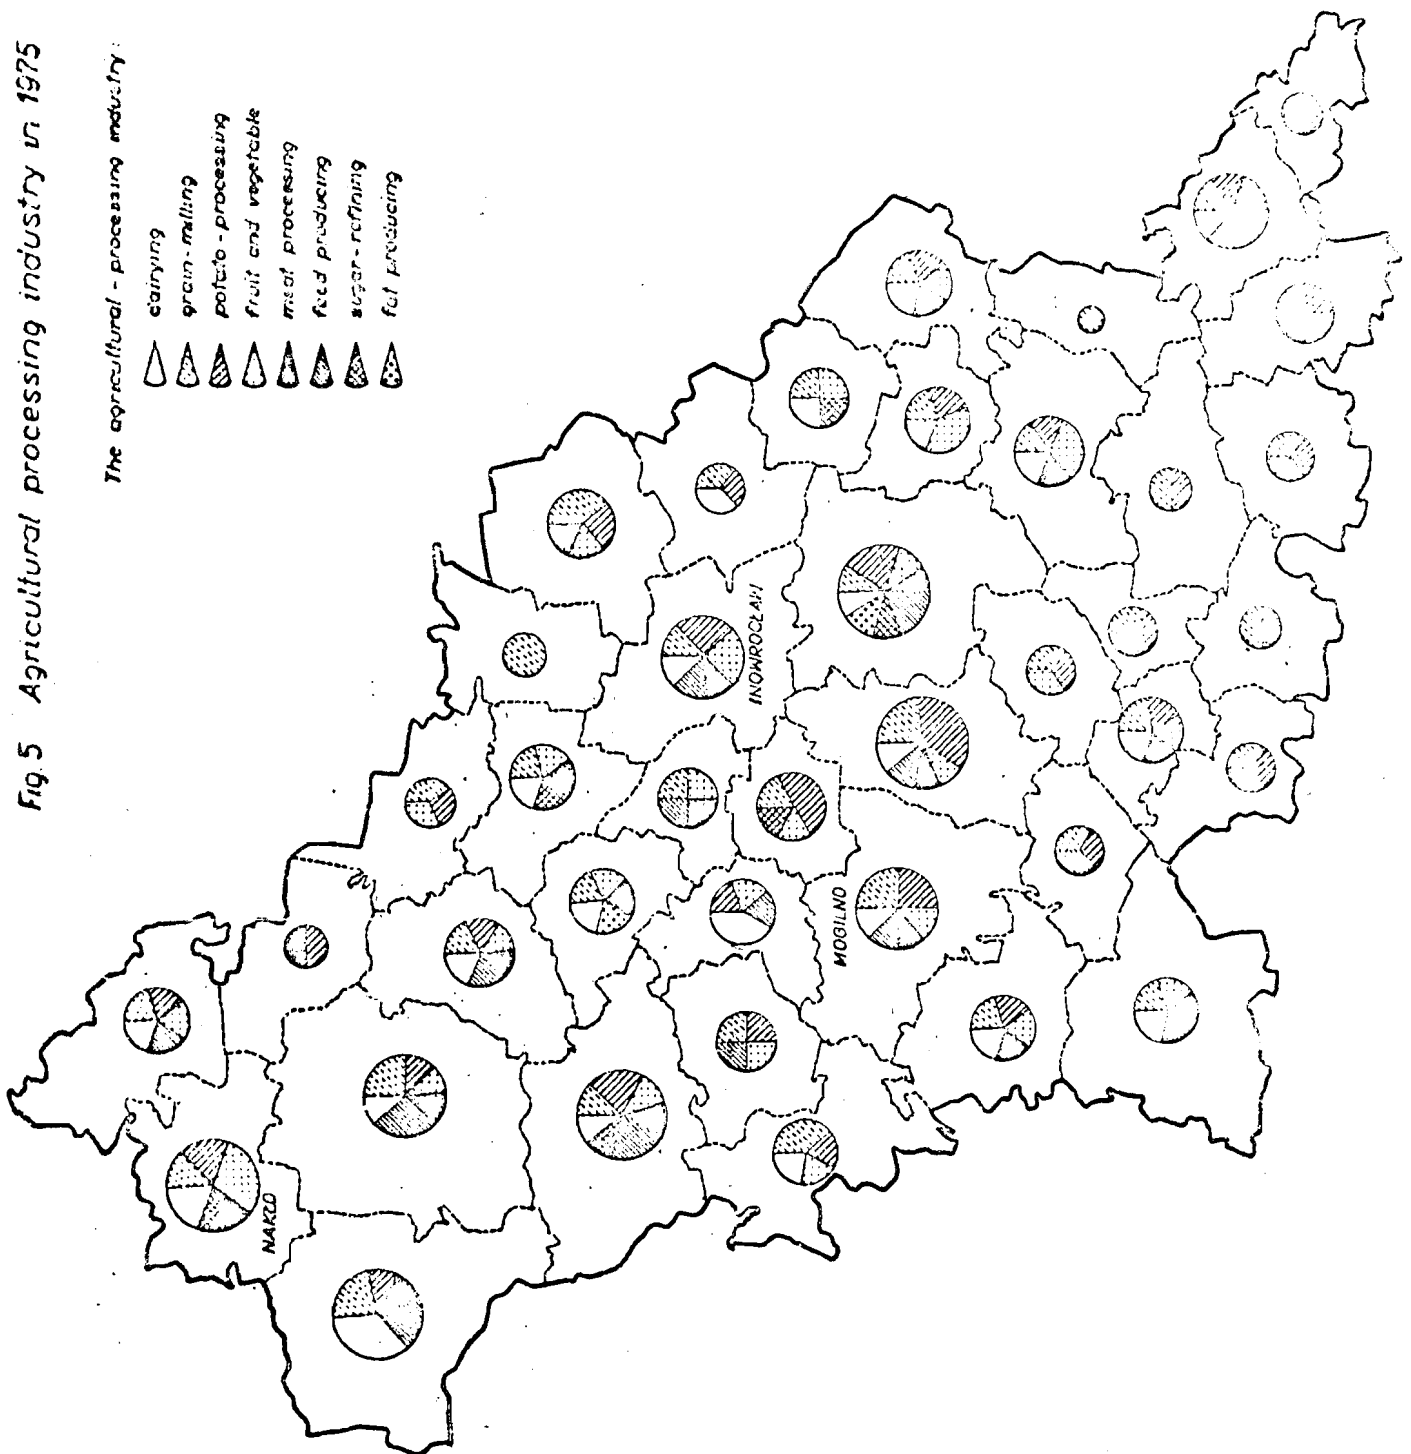 Fig. 5 Agricultural processing industry in 1975
The agricultural - processing industry:
dairying
grain-milling
potato-processing
fruit and vegetable
meat processing
feed producing
sugar-refining
fat producing
NAKŁO
MOGILNO
INOWROCŁAW